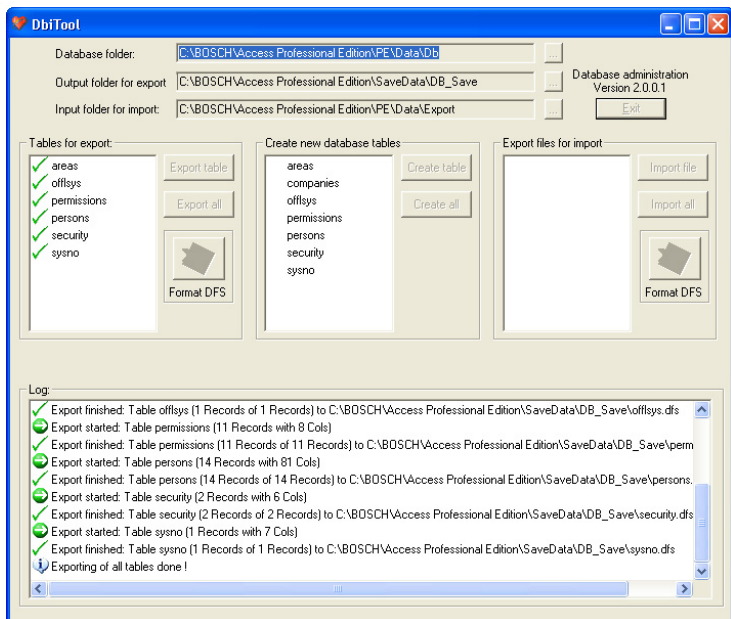 DbiTool
Database folder: C:\BOSCH\Access Professional Edition\PE\Data\Db ...
Output folder for export C:\BOSCH\Access Professional Edition\SaveData\DB_Save ...
Input folder for import: C:\BOSCH\Access Professional Edition\PE\Data\Export ...
Database administration
Version 2.0.0.1
Exit
Tables for export:
areas
offlsys
permissions
persons
security
sysno
Export table
Export all
Format DFS
Create new database tables
areas
companies
offlsys
permissions
persons
security
sysno
Create table
Create all
Export files for import
Import file
Import all
Format DFS
Log:
Export finished: Table offlsys (1 Records of 1 Records) to C:\BOSCH\Access Professional Edition\SaveData\DB_Save\offlsys.dfs
Export started: Table permissions (11 Records with 8 Cols)
Export finished: Table permissions (11 Records of 11 Records) to C:\BOSCH\Access Professional Edition\SaveData\DB_Save\perm
Export started: Table persons (14 Records with 81 Cols)
Export finished: Table persons (14 Records of 14 Records) to C:\BOSCH\Access Professional Edition\SaveData\DB_Save\persons.
Export started: Table security (2 Records with 6 Cols)
Export finished: Table security (2 Records of 2 Records) to C:\BOSCH\Access Professional Edition\SaveData\DB_Save\security.dfs
Export started: Table sysno (1 Records with 7 Cols)
Export finished: Table sysno (1 Records of 1 Records) to C:\BOSCH\Access Professional Edition\SaveData\DB_Save\sysno.dfs
Exporting of all tables done !